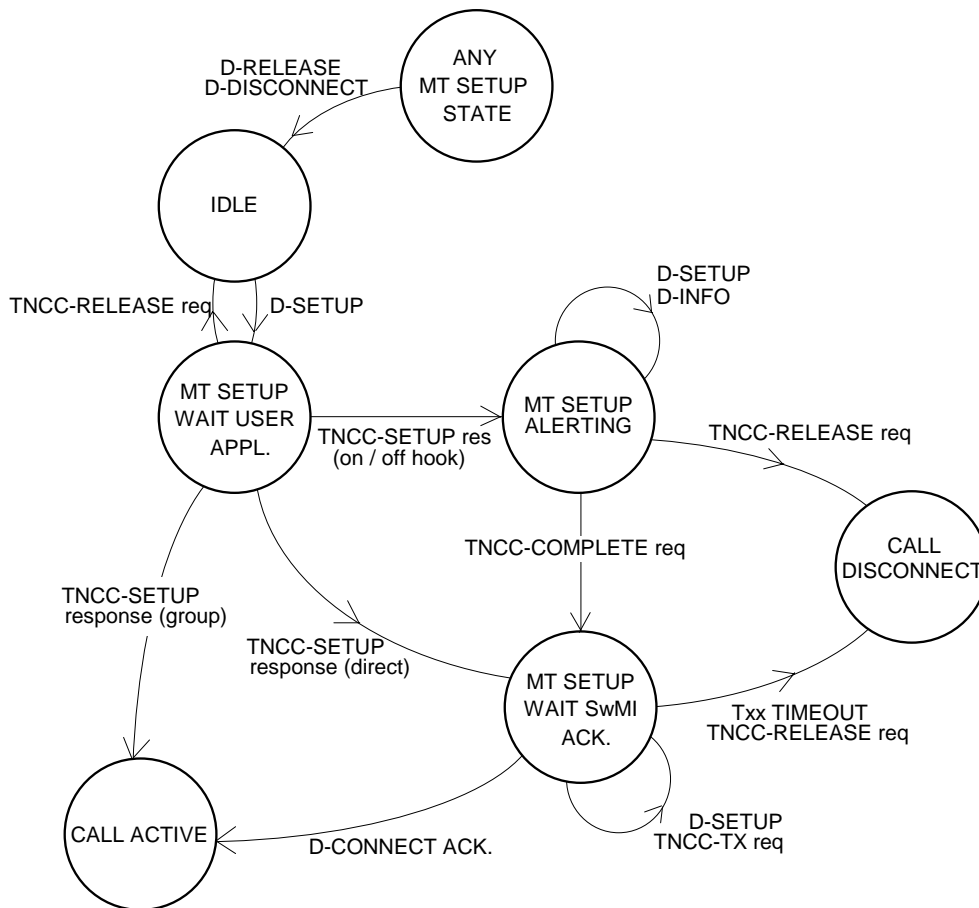 ANY
MT SETUP
STATE
D-RELEASE
D-DISCONNECT
IDLE
TNCC-RELEASE req
D-SETUP
D-SETUP
D-INFO
MT SETUP
WAIT USER
APPL.
MT SETUP
ALERTING
TNCC-SETUP res
(on / off hook)
TNCC-RELEASE req
TNCC-COMPLETE req
CALL
DISCONNECT
TNCC-SETUP
response (group)
TNCC-SETUP
response (direct)
MT SETUP
WAIT SwMI
ACK.
Txx TIMEOUT
TNCC-RELEASE req
CALL ACTIVE
D-CONNECT ACK.
D-SETUP
TNCC-TX req